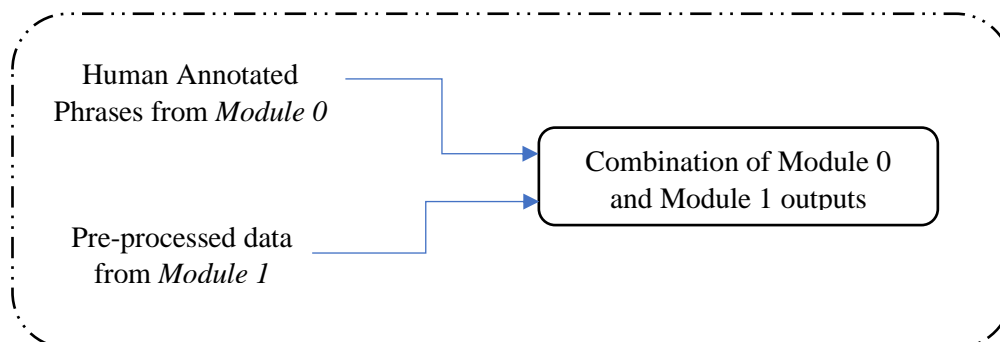 Human Annotated
Phrases from Module 0
Combination of Module 0
and Module 1 outputs
Pre-processed data
from Module 1